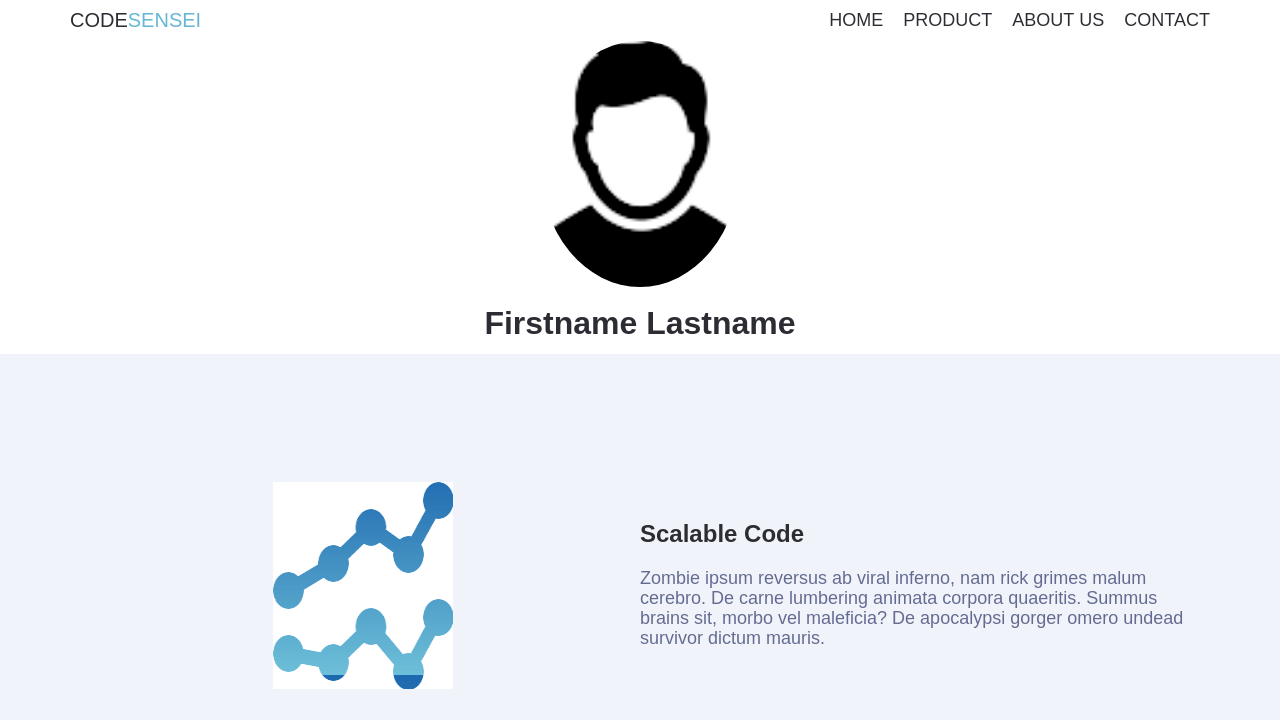 CODESENSEI HOME PRODUCT ABOUT US CONTACT
Firstname Lastname
Scalable Code
Zombie ipsum reversus ab viral inferno, nam rick grimes malum
cerebro. De carne lumbering animata corpora quaeritis. Summus
brains sit, morbo vel maleficia? De apocalypsi gorger omero undead
survivor dictum mauris.